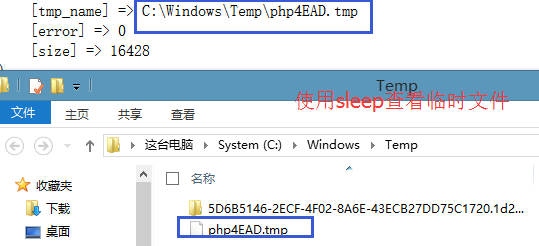 [tmp_name] => C:\Windows\Temp\php4EAD.tmp
[error] => 0
[size] => 16428
Temp
使用sleep查看临时文件
文件
主页
共享
查看
这台电脑
System (C:)
Windows
Temp
收藏夹
下载
桌面
名称
5D6B5146-2ECF-4F02-8A6E-43ECB27DD75C1720.1d2...
php4EAD.tmp